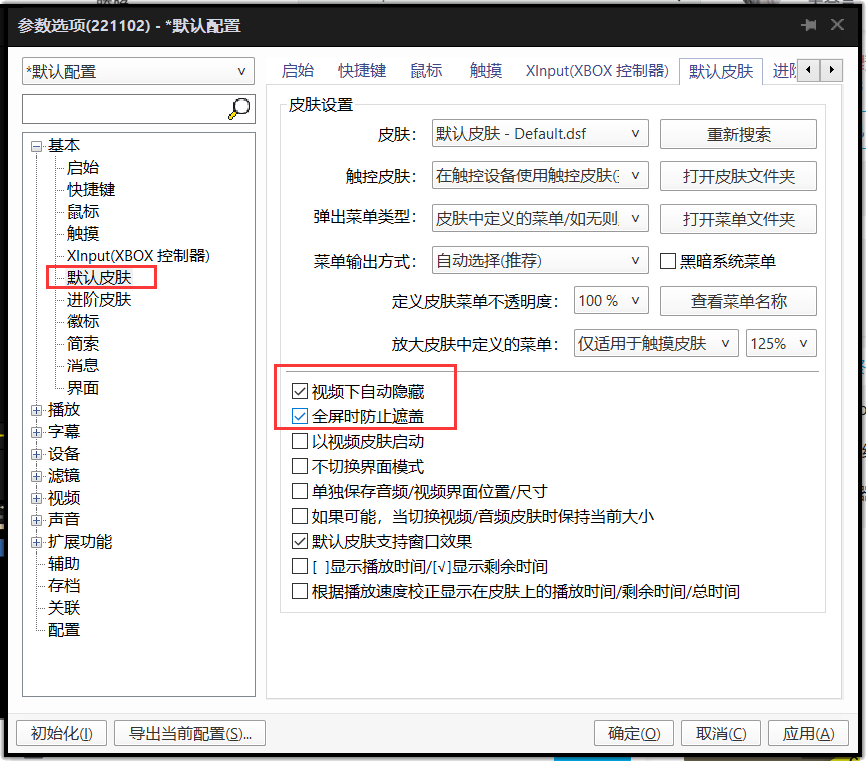 参数选项(221102) - *默认配置
*默认配置
基本
启始
快捷键
鼠标
触摸
XInput(XBOX 控制器)
默认皮肤
进阶皮肤
徽标
简索
消息
界面
播放
字幕
设备
滤镜
视频
声音
扩展功能
辅助
存档
关联
配置
启始 快捷键 鼠标 触摸 XInput(XBOX 控制器) 默认皮肤
皮肤设置
皮肤： 默认皮肤 - Default.dsf 重新搜索
触控皮肤： 在触控设备使用触控皮肤 打开皮肤文件夹
弹出菜单类型： 皮肤中定义的菜单/如无则 打开菜单文件夹
菜单输出方式： 自动选择(推荐) 黑暗系统菜单
定义皮肤菜单不透明度： 100 % 查看菜单名称
放大皮肤中定义的菜单： 仅适用于触摸皮肤 125%
视频下自动隐藏
全屏时防止遮盖
以视频皮肤启动
不切换界面模式
单独保存音频/视频界面位置/尺寸
如果可能，当切换视频/音频皮肤时保持当前大小
默认皮肤支持窗口效果
[ ]显示播放时间/[√]显示剩余时间
根据播放速度校正显示在皮肤上的播放时间/剩余时间/总时间
初始化(I) 导出当前配置(S)... 确定(O) 取消(C) 应用(A)